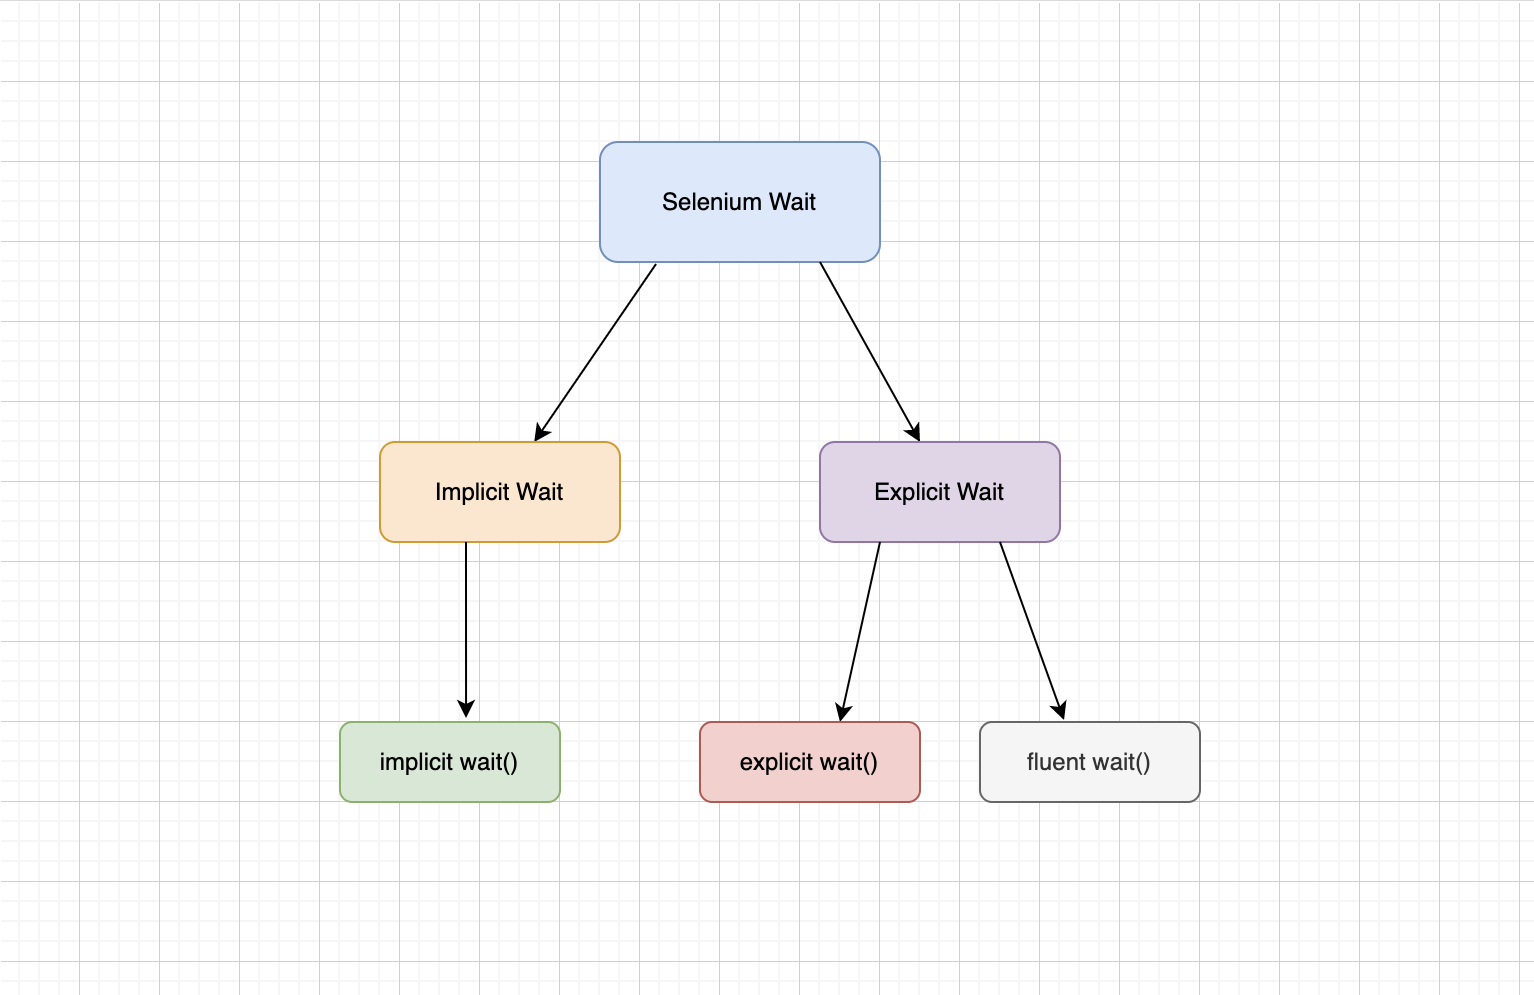 Selenium Wait
Implicit Wait
Explicit Wait
implicit wait()
explicit wait()
fluent wait()